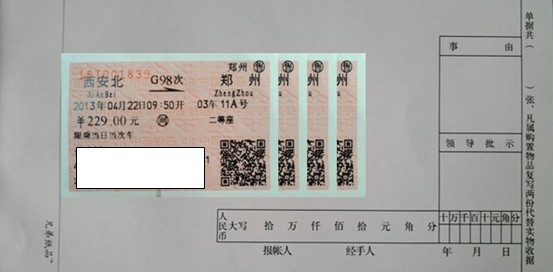 单据共（　）张、凡属购置物品复写两份代替实物收据
事由
领导批示
郑州 售
G98次
西安北
郑州
XiAnBei
ZhengZhou
2013年04月22日09:50开
03车11A号
¥229.00元
二等座
限乘当日当次车
1
人民币
大写 拾 万 仟 佰 拾 元 角 分
十 万 千 百 十 元 角 分
报帐人
经手人
年 月 日